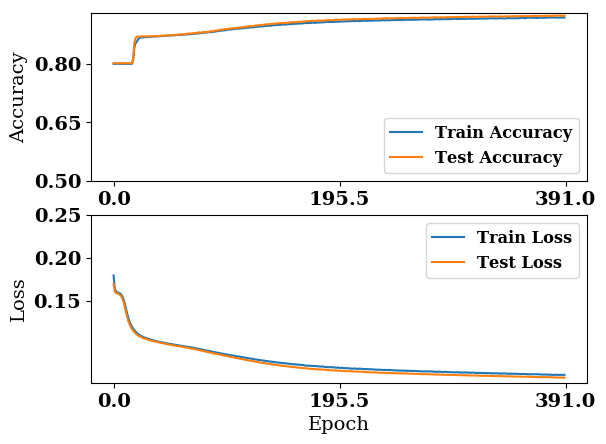 0.80
0.65
0.50
Accuracy
Train Accuracy
Test Accuracy
0.0 195.5 391.0
0.25
0.20
0.15
Loss
Train Loss
Test Loss
0.0 195.5 391.0
Epoch